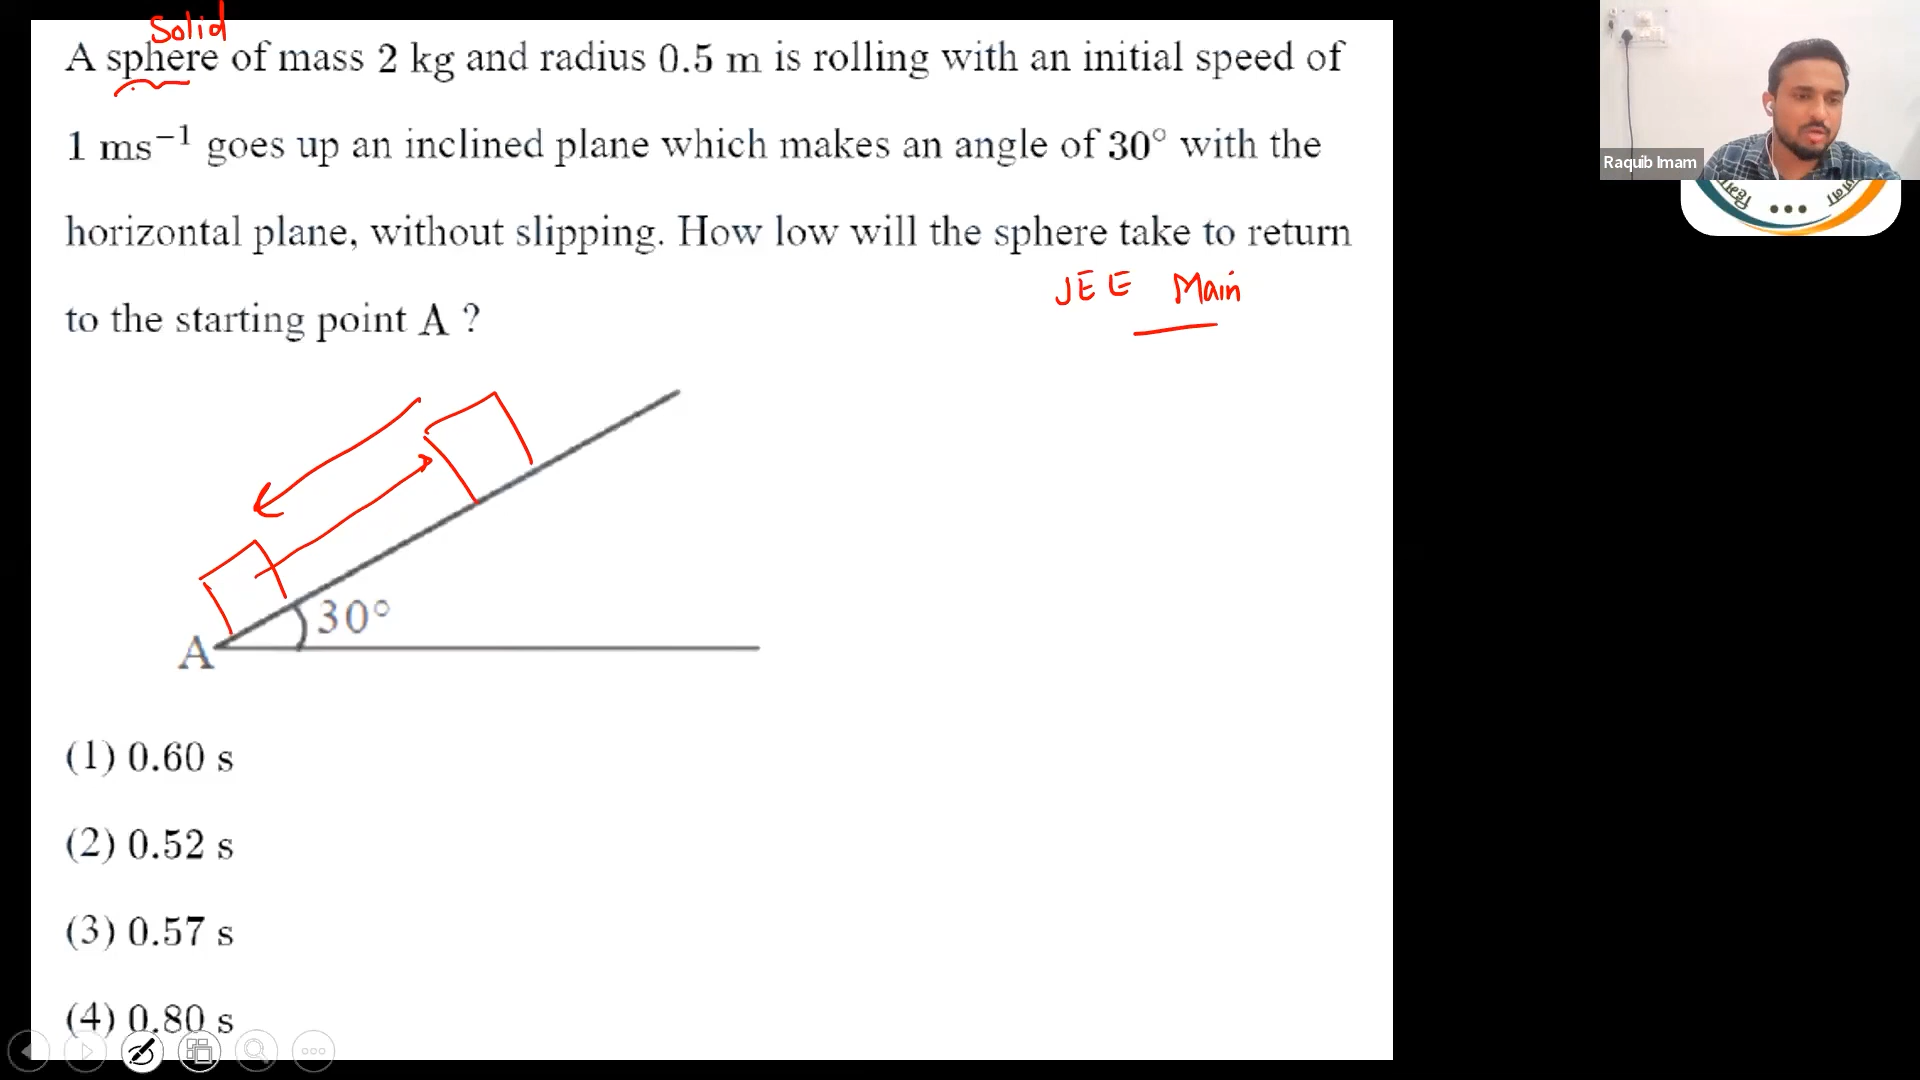 Solid
A sphere of mass 2 kg and radius 0.5 m is rolling with an initial speed of
1 ms⁻¹ goes up an inclined plane which makes an angle of 30° with the
horizontal plane, without slipping. How low will the sphere take to return
JEE Main
to the starting point A ?
30°
A
(1) 0.60 s
(2) 0.52 s
(3) 0.57 s
(4) 0.80 s
Raquib Imam